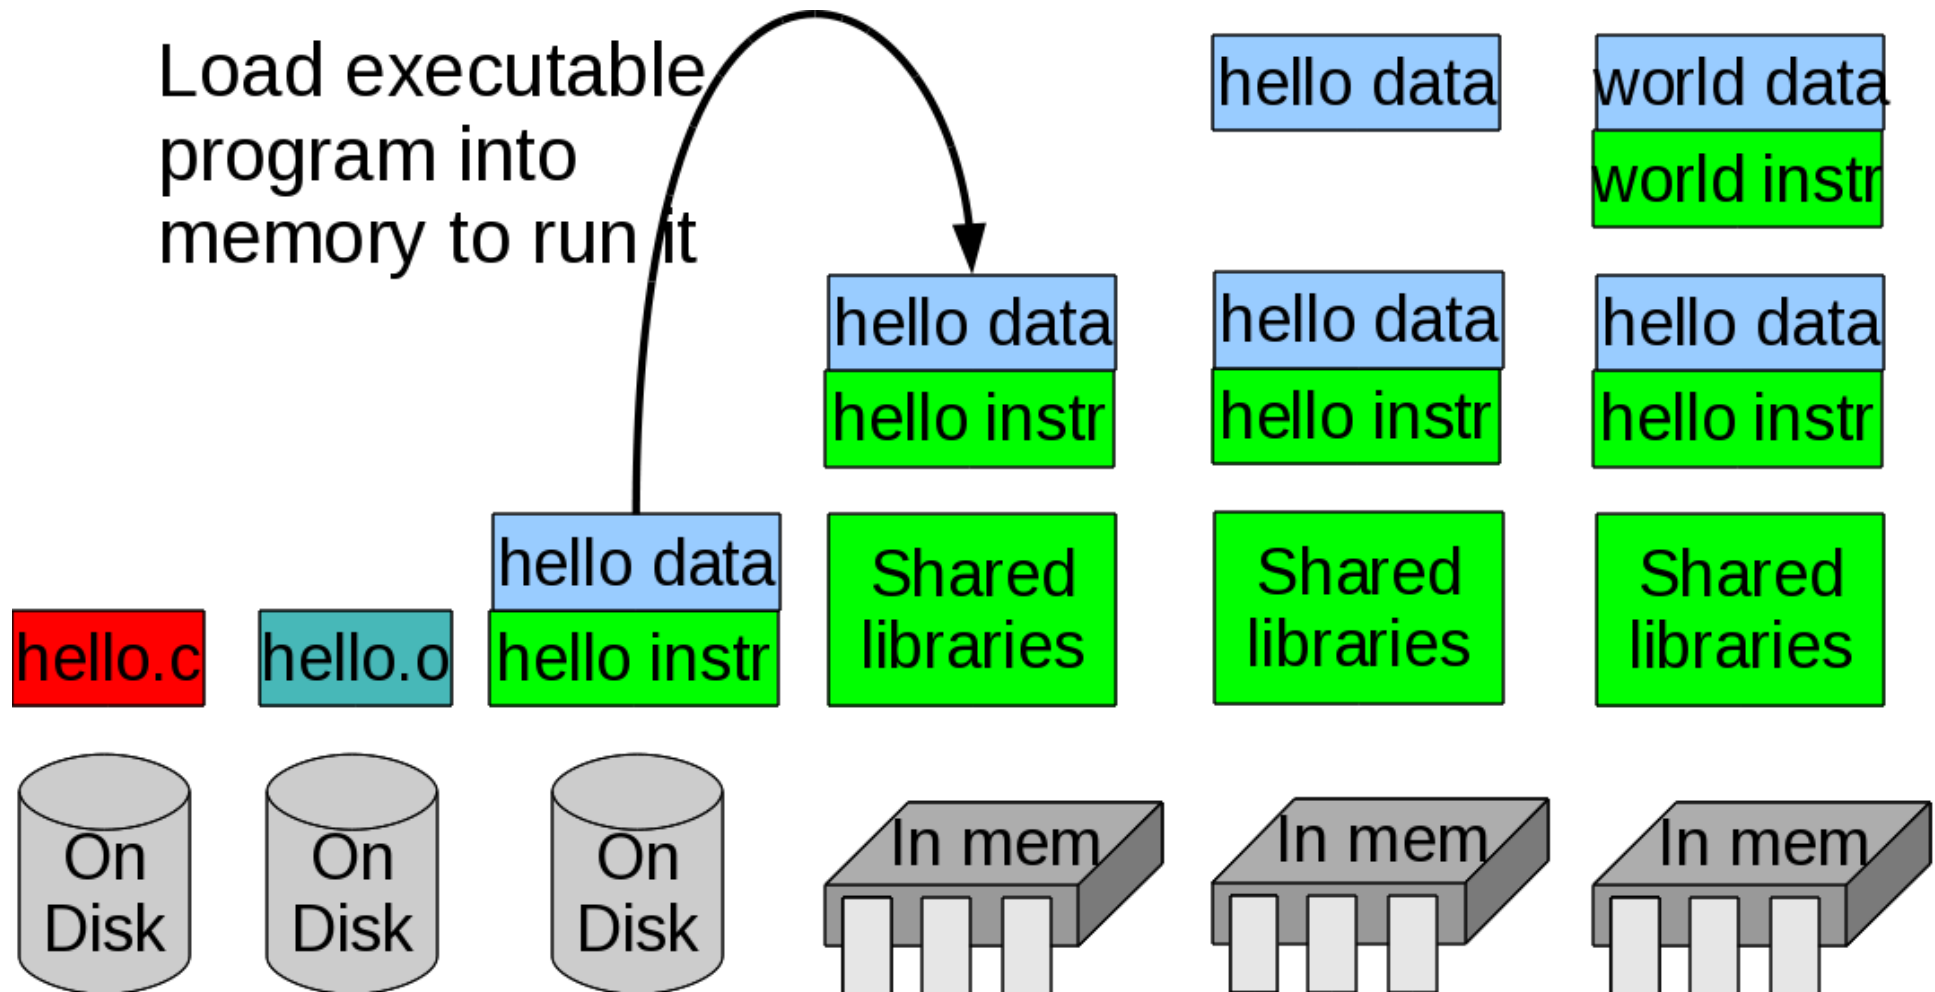 Load executable
program into
memory to run it
hello data
world data
world instr
hello data
hello instr
hello data
hello instr
hello data
hello instr
hello.c
hello.o
hello data
hello instr
Shared
libraries
Shared
libraries
Shared
libraries
On
Disk
On
Disk
On
Disk
In mem
In mem
In mem